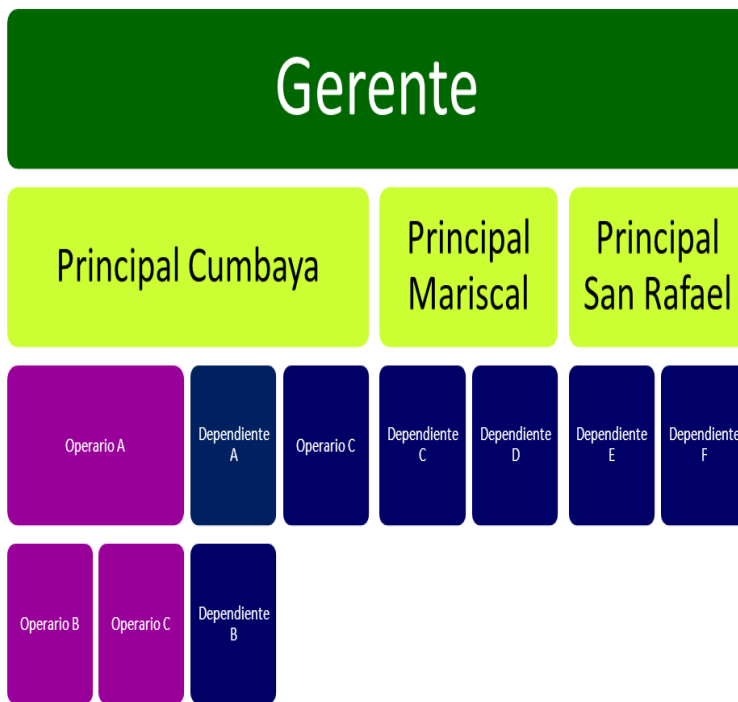 Gerente
Principal Cumbaya
Principal
Mariscal
Principal
San Rafael
Operario A
Dependiente
A
Operario C
Dependiente
C
Dependiente
D
Dependiente
E
Dependiente
F
Operario B
Operario C
Dependiente
B